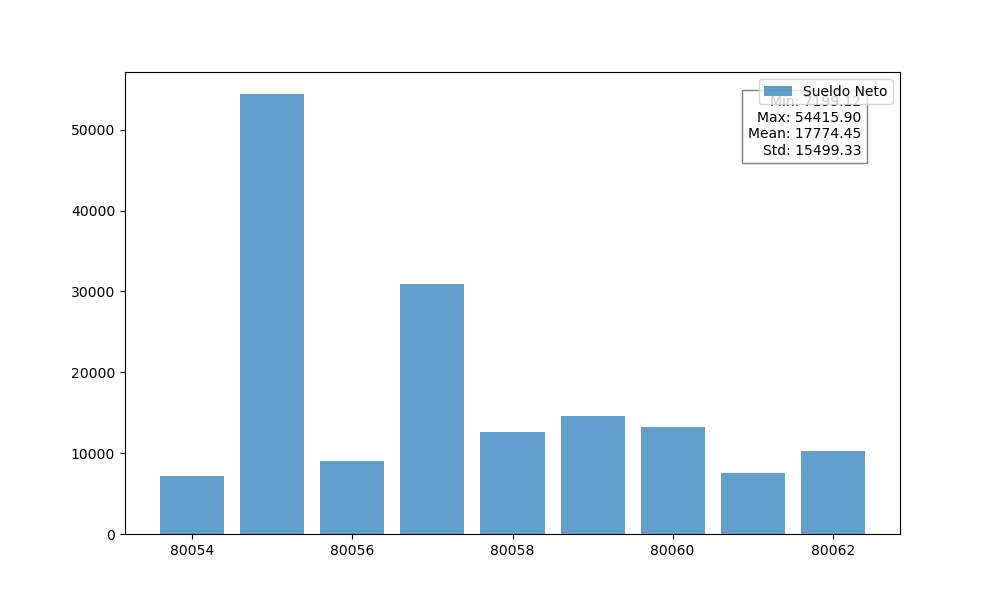 Sueldo Neto
Min: 7199.12
Max: 54415.90
Mean: 17774.45
Std: 15499.33
50000
40000
30000
20000
10000
0
80054
80056
80058
80060
80062